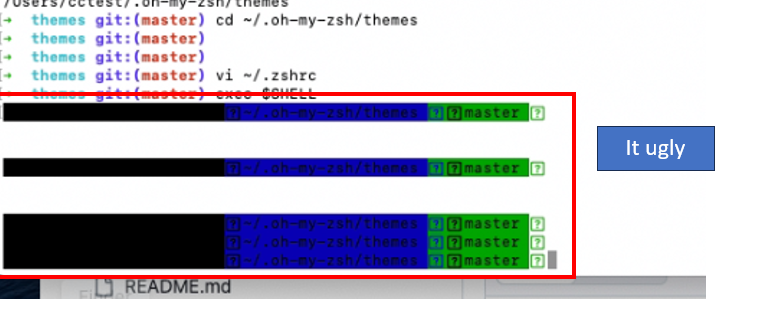 /Users/cctest/.oh-my-zsh/themes
[→ themes git:(master) cd ~/.oh-my-zsh/themes
[→ themes git:(master)
[→ themes git:(master)
[→ themes git:(master) vi ~/.zshrc
→ themes git:(master) exec $SHELL
~/.oh-my-zsh/themes master
It ugly
~/.oh-my-zsh/themes master
~/.oh-my-zsh/themes master
~/.oh-my-zsh/themes master
~/.oh-my-zsh/themes master
README.md
Finder